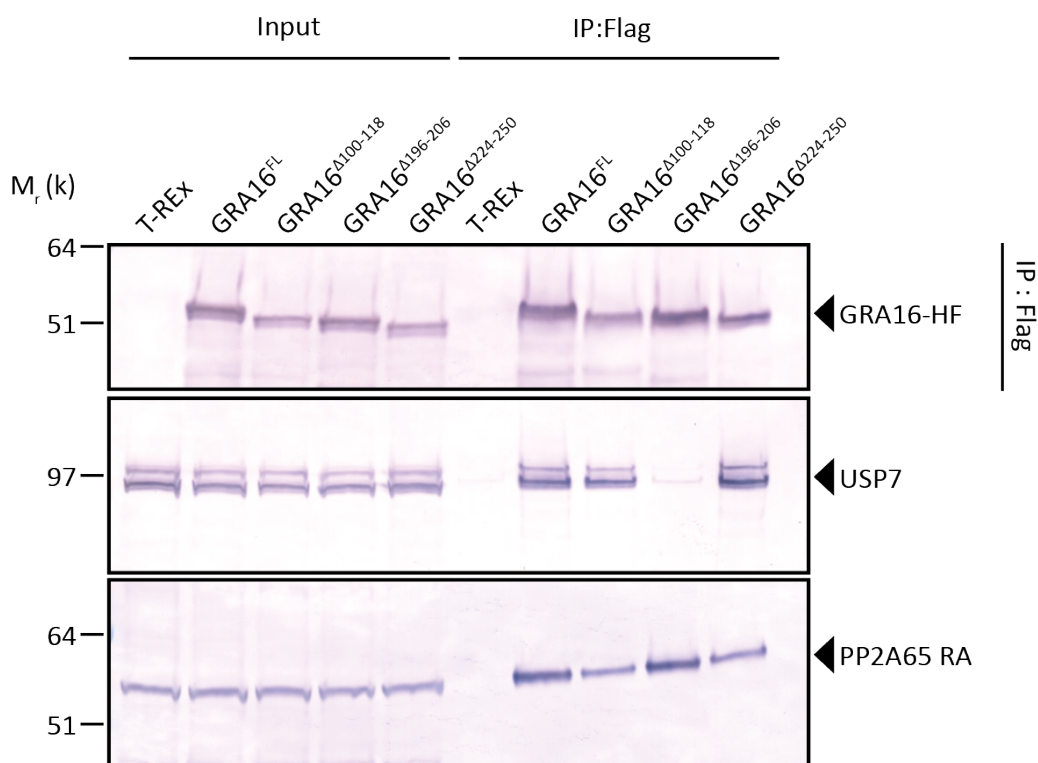 Input IP:Flag
Mr (k) T-REx GRA16FL GRA16Δ100-118 GRA16Δ196-206 GRA16Δ224-250 T-REx GRA16FL GRA16Δ100-118 GRA16Δ196-206 GRA16Δ224-250
64
51 GRA16-HF
IP : Flag
97 USP7
64
PP2A65 RA
51